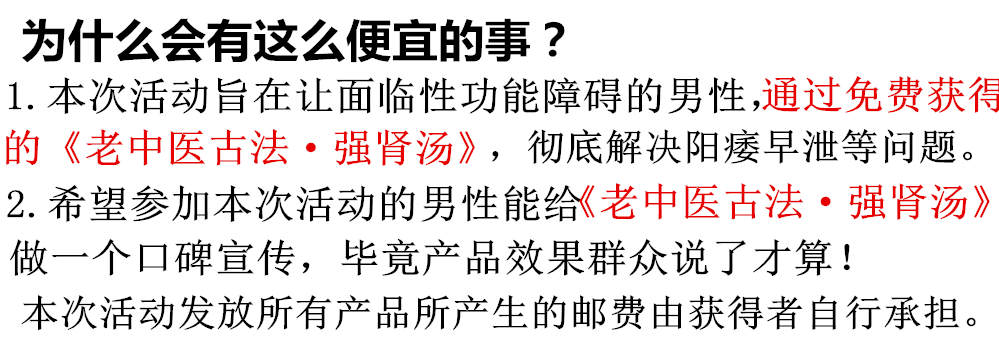 为什么会有这么便宜的事？
1.本次活动旨在让面临性功能障碍的男性,通过免费获得
的《老中医古法·强肾汤》，彻底解决阳痿早泄等问题。
2.希望参加本次活动的男性能给《老中医古法·强肾汤》
做一个口碑宣传，毕竟产品效果群众说了才算！
本次活动发放所有产品所产生的邮费由获得者自行承担。